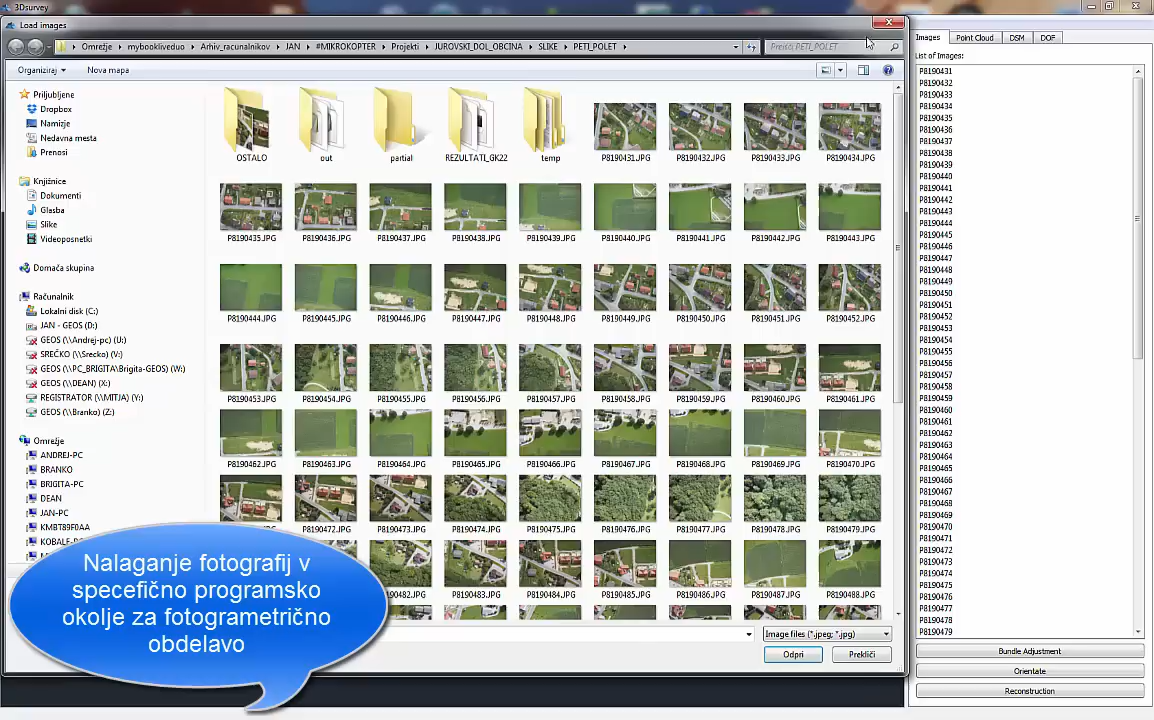 3Dsurvey
Load images
Omrežje
mybookliveduo
Arhiv_racunalnikov
JAN
#MIKROKOPTER
Projekti
JUROVSKI_DOL_OBCINA
SLIKE
PETI_POLET
Prešči PETI_POLET
Organiziraj
Nova mapa
Priljubljene
Dropbox
Namizje
Nedavna mesta
Prenosi
Knjižnice
Dokumenti
Glasba
Slike
Videoposnetki
Domača skupina
Računalnik
Lokalni disk (C:)
JAN - GEOS (D:)
GEOS (\\Andrej-pc) (U:)
SREČKO (\\Srecko) (V:)
GEOS (\\PC_BRIGITA\Brigita-GEOS) (W:)
GEOS (\\DEAN) (X:)
REGISTRATOR (\\MITJA) (Y:)
GEOS (\\Branko) (Z:)
Omrežje
ANDREJ-PC
BRANKO
BRIGITA-PC
DEAN
JAN-PC
KMBT89F0AA
OSTALO
out
partial
REZULTATI_GK22
temp
P8190431.JPG
P8190432.JPG
P8190433.JPG
P8190434.JPG
P8190435.JPG
P8190436.JPG
P8190437.JPG
P8190438.JPG
P8190439.JPG
P8190440.JPG
P8190441.JPG
P8190442.JPG
P8190443.JPG
P8190444.JPG
P8190445.JPG
P8190446.JPG
P8190447.JPG
P8190448.JPG
P8190449.JPG
P8190450.JPG
P8190451.JPG
P8190452.JPG
P8190453.JPG
P8190454.JPG
P8190455.JPG
P8190456.JPG
P8190457.JPG
P8190458.JPG
P8190459.JPG
P8190460.JPG
P8190461.JPG
P8190462.JPG
P8190463.JPG
P8190464.JPG
P8190465.JPG
P8190466.JPG
P8190467.JPG
P8190468.JPG
P8190469.JPG
P8190470.JPG
P8190473.JPG
P8190474.JPG
P8190475.JPG
P8190476.JPG
P8190477.JPG
P8190478.JPG
P8190479.JPG
P8190483.JPG
P8190484.JPG
P8190485.JPG
P8190486.JPG
P8190487.JPG
P8190488.JPG
Nalaganje fotografij v
specefično programsko
okolje za fotogrametrično
obdelavo
Image files (*.jpeg; *.jpg)
Odpri
Prekliči
Images
Point Cloud
DSM
DOF
List of Images:
P8190431
P8190432
P8190433
P8190434
P8190435
P8190436
P8190437
P8190438
P8190439
P8190440
P8190441
P8190442
P8190443
P8190444
P8190445
P8190446
P8190447
P8190448
P8190449
P8190450
P8190451
P8190452
P8190453
P8190454
P8190455
P8190456
P8190457
P8190458
P8190459
P8190460
P8190461
P8190462
P8190463
P8190464
P8190465
P8190466
P8190467
P8190468
P8190469
P8190470
P8190471
P8190472
P8190473
P8190474
P8190475
P8190476
P8190477
P8190478
P8190479
Bundle Adjustment
Orientate
Reconstruction